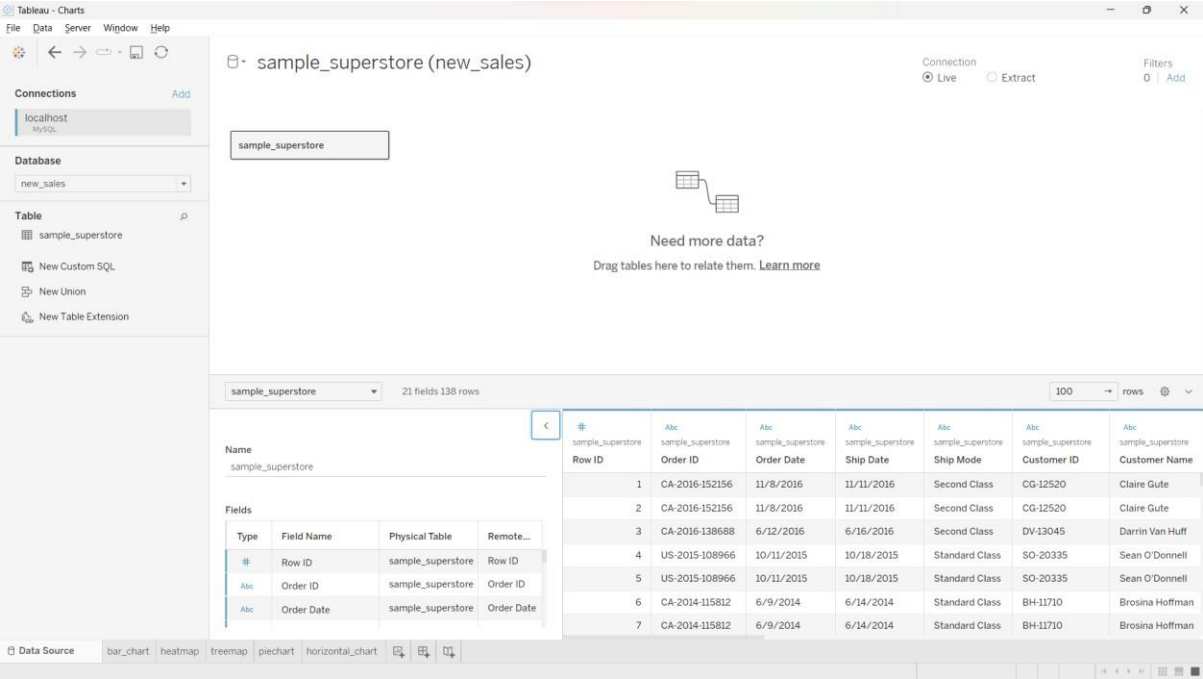 Tableau - Charts
File Data Server Window Help
Connections Add
localhost
MySQL
Database
new_sales
Table
sample_superstore
New Custom SQL
New Union
New Table Extension
sample_superstore (new_sales)
Connection
Live Extract
Filters
0 | Add
sample_superstore
Need more data?
Drag tables here to relate them. Learn more
sample_superstore 21 fields 138 rows 100 → rows
Name
sample_superstore
Fields
Type Field Name Physical Table Remote...
# Row ID sample_superstore Row ID
Abc Order ID sample_superstore Order ID
Abc Order Date sample_superstore Order Date
# Abc Abc Abc Abc Abc Abc
sample_superstore sample_superstore sample_superstore sample_superstore sample_superstore sample_superstore sample_superstore
Row ID Order ID Order Date Ship Date Ship Mode Customer ID Customer Name
1 CA-2016-152156 11/8/2016 11/11/2016 Second Class CG-12520 Claire Gute
2 CA-2016-152156 11/8/2016 11/11/2016 Second Class CG-12520 Claire Gute
3 CA-2016-138688 6/12/2016 6/16/2016 Second Class DV-13045 Darrin Van Huff
4 US-2015-108966 10/11/2015 10/18/2015 Standard Class SO-20335 Sean O'Donnell
5 US-2015-108966 10/11/2015 10/18/2015 Standard Class SO-20335 Sean O'Donnell
6 CA-2014-115812 6/9/2014 6/14/2014 Standard Class BH-11710 Brosina Hoffman
7 CA-2014-115812 6/9/2014 6/14/2014 Standard Class BH-11710 Brosina Hoffman
Data Source bar_chart heatmap treemap piechart horizontal_chart